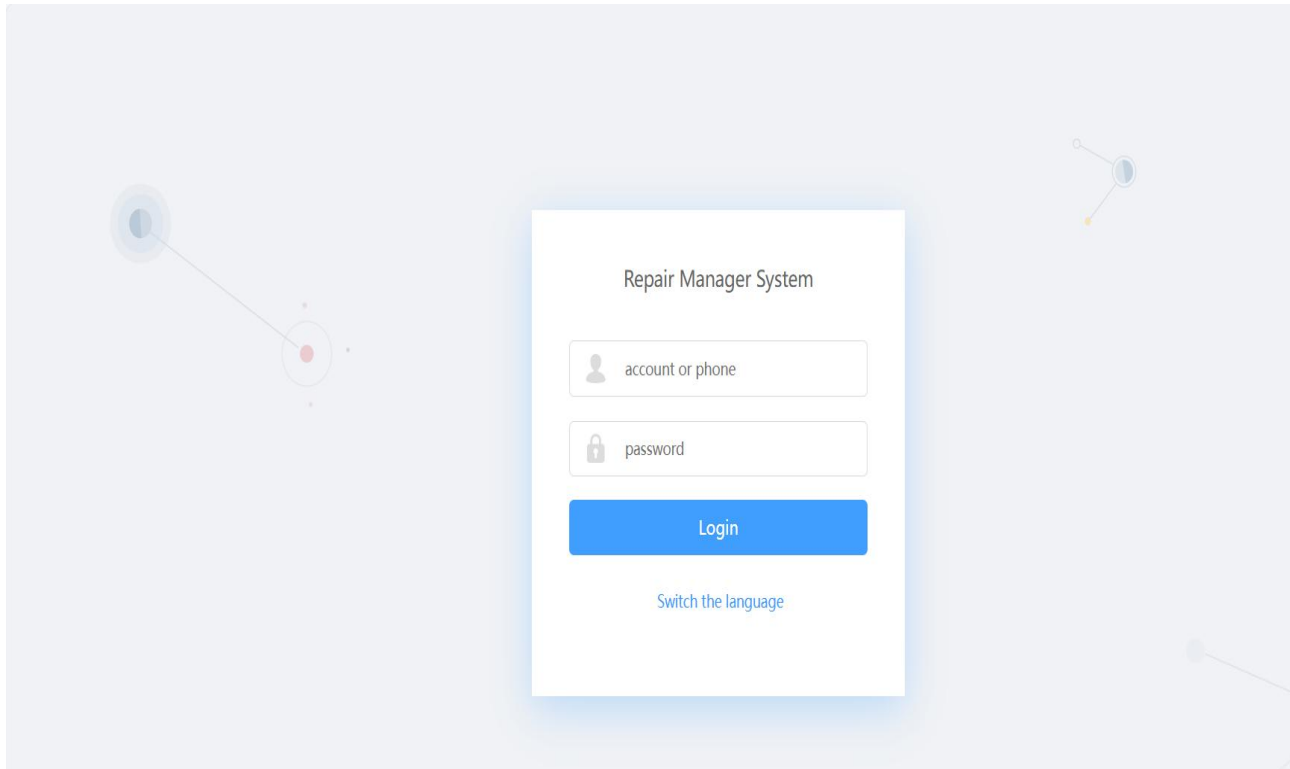 Repair Manager System
account or phone
password
Login
Switch the language